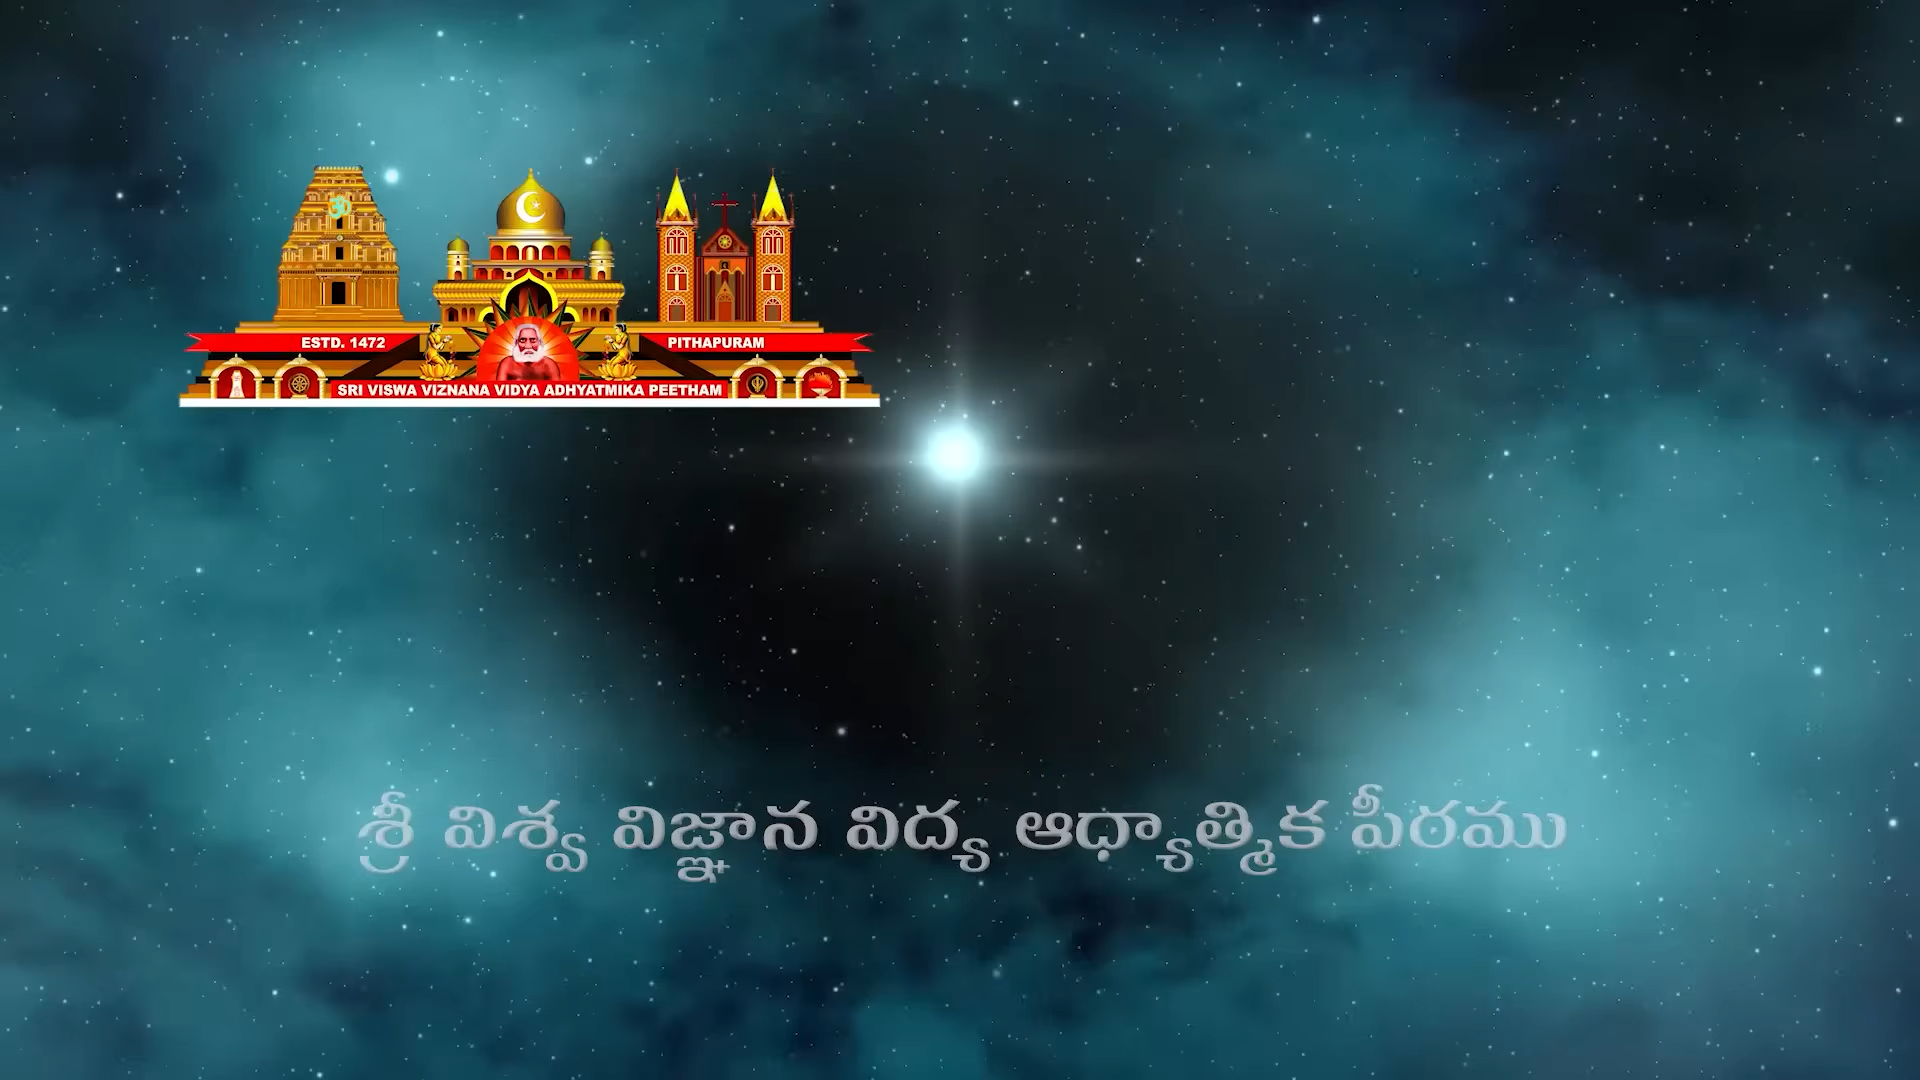 ESTD. 1472
PITHAPURAM
SRI VISWA VIZNANA VIDYA ADHYATMIKA PEETHAM
శ్రీ విశ్వ విజ్ఞాన విద్య ఆధ్యాత్మిక పీఠము